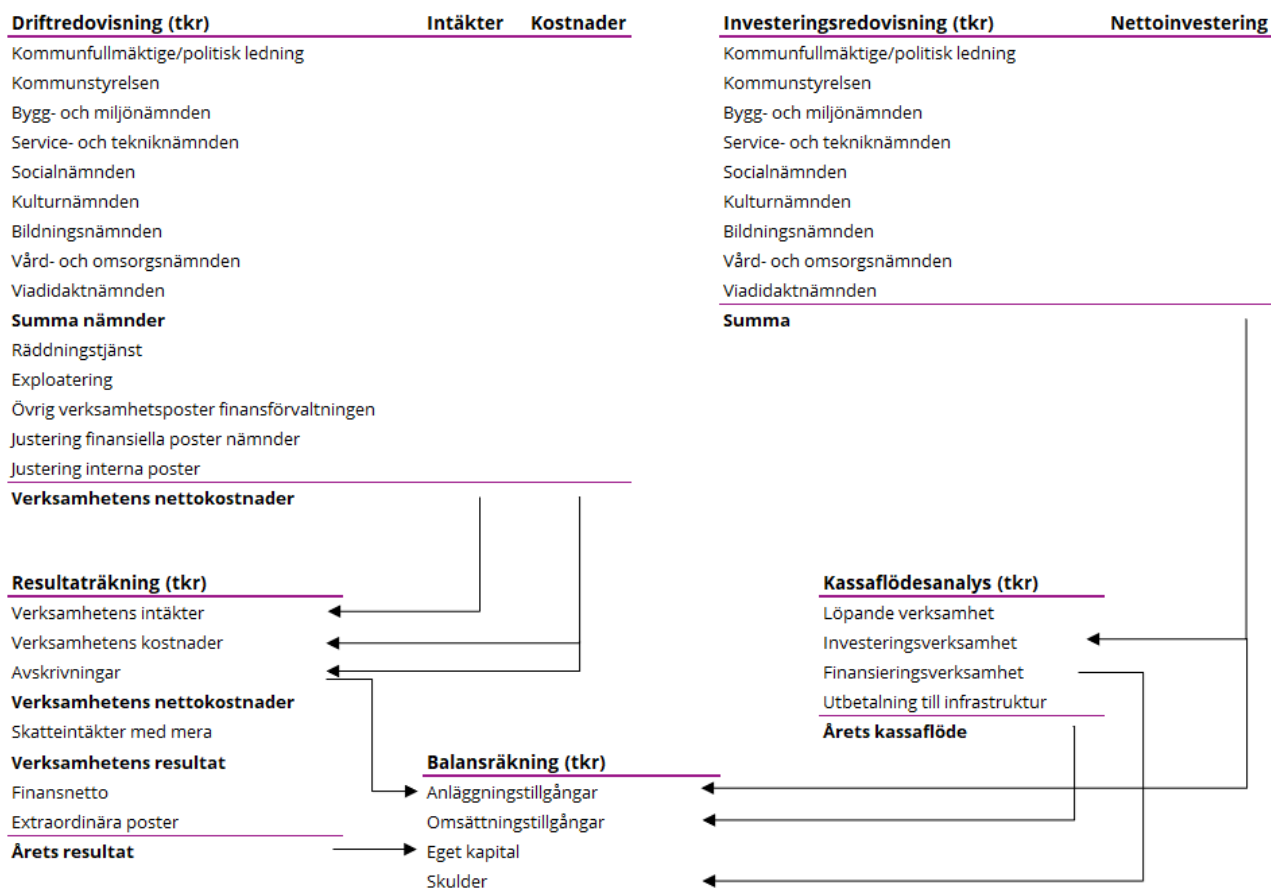 Driftredovisning (tkr) Intäkter Kostnader
Kommunfullmäktige/politisk ledning
Kommunstyrelsen
Bygg- och miljönämnden
Service- och tekniknämnden
Socialnämnden
Kulturnämnden
Bildningsnämnden
Vård- och omsorgsnämnden
Viadidaktnämnden
Summa nämnder
Räddningstjänst
Exploatering
Övrig verksamhetsposter finansförvaltningen
Justering finansiella poster nämnder
Justering interna poster
Verksamhetens nettokostnader
Investeringsredovisning (tkr) Nettoinvestering
Kommunfullmäktige/politisk ledning
Kommunstyrelsen
Bygg- och miljönämnden
Service- och tekniknämnden
Socialnämnden
Kulturnämnden
Bildningsnämnden
Vård- och omsorgsnämnden
Viadidaktnämnden
Summa
Resultaträkning (tkr)
Verksamhetens intäkter
Verksamhetens kostnader
Avskrivningar
Verksamhetens nettokostnader
Skatteintäkter med mera
Verksamhetens resultat
Finansnetto
Extraordinära poster
Årets resultat
Kassaflödesanalys (tkr)
Löpande verksamhet
Investeringsverksamhet
Finansieringsverksamhet
Utbetalning till infrastruktur
Årets kassaflöde
Balansräkning (tkr)
Anläggningstillgångar
Omsättningstillgångar
Eget kapital
Skulder